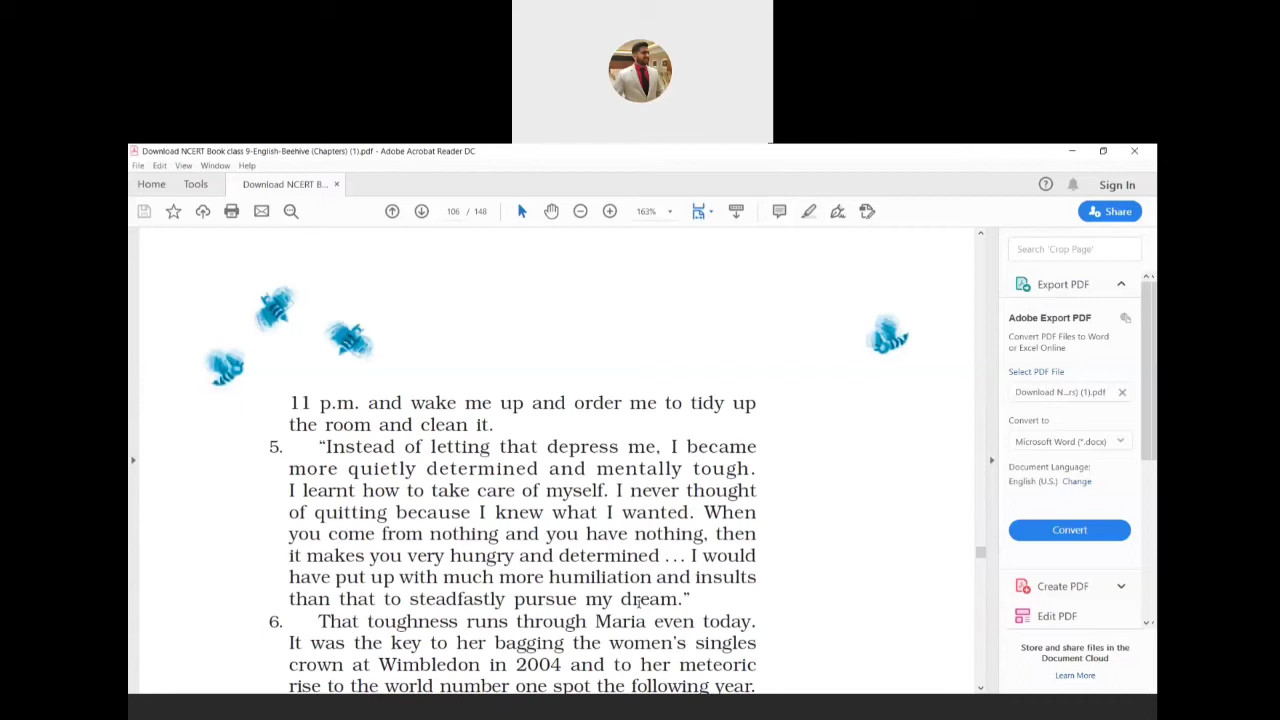 Download NCERT Book class 9-English-Beehive (Chapters) (1).pdf - Adobe Acrobat Reader DC
File Edit View Window Help
Home Tools Download NCERT B... × Sign In
106 / 148 163% Share
Search 'Crop Page'
Export PDF
Adobe Export PDF
Convert PDF Files to Word
or Excel Online
Select PDF File
Download N...rs) (1).pdf
Convert to
Microsoft Word (*.docx)
Document Language:
English (U.S.) Change
Convert
Create PDF
Edit PDF
Store and share files in the
Document Cloud
Learn More
11 p.m. and wake me up and order me to tidy up
the room and clean it.
5. “Instead of letting that depress me, I became
more quietly determined and mentally tough.
I learnt how to take care of myself. I never thought
of quitting because I knew what I wanted. When
you come from nothing and you have nothing, then
it makes you very hungry and determined ... I would
have put up with much more humiliation and insults
than that to steadfastly pursue my dream.”
6. That toughness runs through Maria even today.
It was the key to her bagging the women’s singles
crown at Wimbledon in 2004 and to her meteoric
rise to the world number one spot the following year.